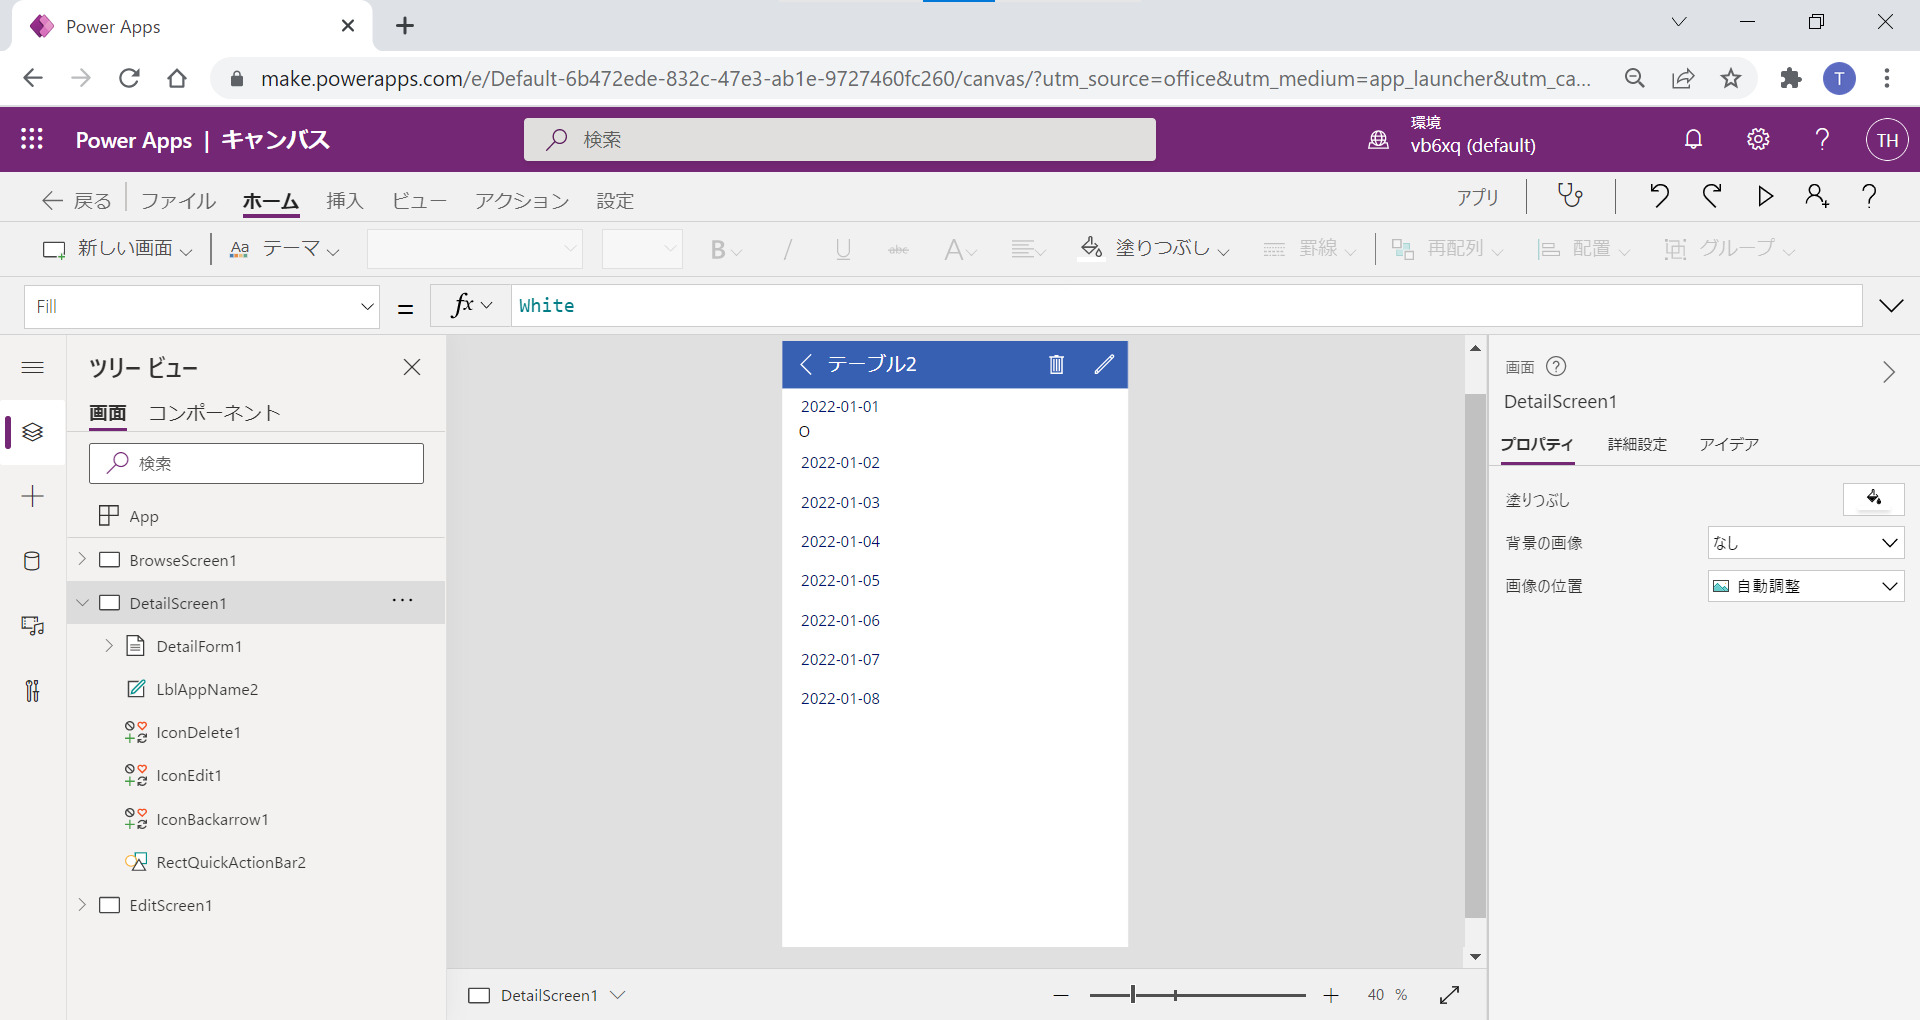 Power Apps
make.powerapps.com/e/Default-6b472ede-832c-47e3-ab1e-9727460fc260/canvas/?utm_source=office&utm_medium=app_launcher&utm_ca...
T
Power Apps | キャンバス
検索
環境
vb6xq (default)
TH
戻る ファイル ホーム 挿入 ビュー アクション 設定
アプリ
新しい画面 Aa テーマ B / U abc A 塗りつぶし 罫線 再配列 配置 グループ
Fill = fx White
ツリー ビュー
画面 コンポーネント
検索
App
BrowseScreen1
DetailScreen1 ...
DetailForm1
LblAppName2
IconDelete1
IconEdit1
IconBackarrow1
RectQuickActionBar2
EditScreen1
テーブル2
2022-01-01
O
2022-01-02
2022-01-03
2022-01-04
2022-01-05
2022-01-06
2022-01-07
2022-01-08
DetailScreen1
40 %
画面
DetailScreen1
プロパティ 詳細設定 アイデア
塗りつぶし
背景の画像 なし
画像の位置 自動調整